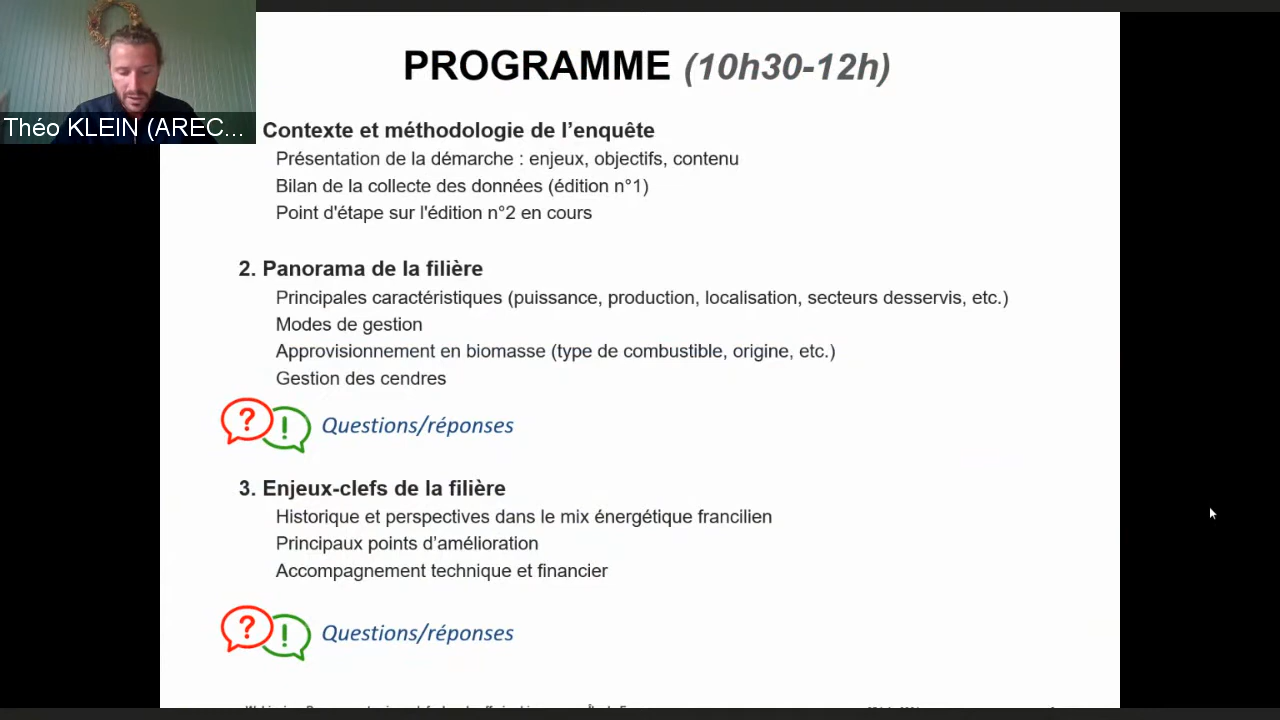 PROGRAMME (10h30-12h)
Théo KLEIN (AREC...
Contexte et méthodologie de l’enquête
Présentation de la démarche : enjeux, objectifs, contenu
Bilan de la collecte des données (édition n°1)
Point d'étape sur l'édition n°2 en cours
2. Panorama de la filière
Principales caractéristiques (puissance, production, localisation, secteurs desservis, etc.)
Modes de gestion
Approvisionnement en biomasse (type de combustible, origine, etc.)
Gestion des cendres
? ! Questions/réponses
3. Enjeux-clefs de la filière
Historique et perspectives dans le mix énergétique francilien
Principaux points d’amélioration
Accompagnement technique et financier
? ! Questions/réponses